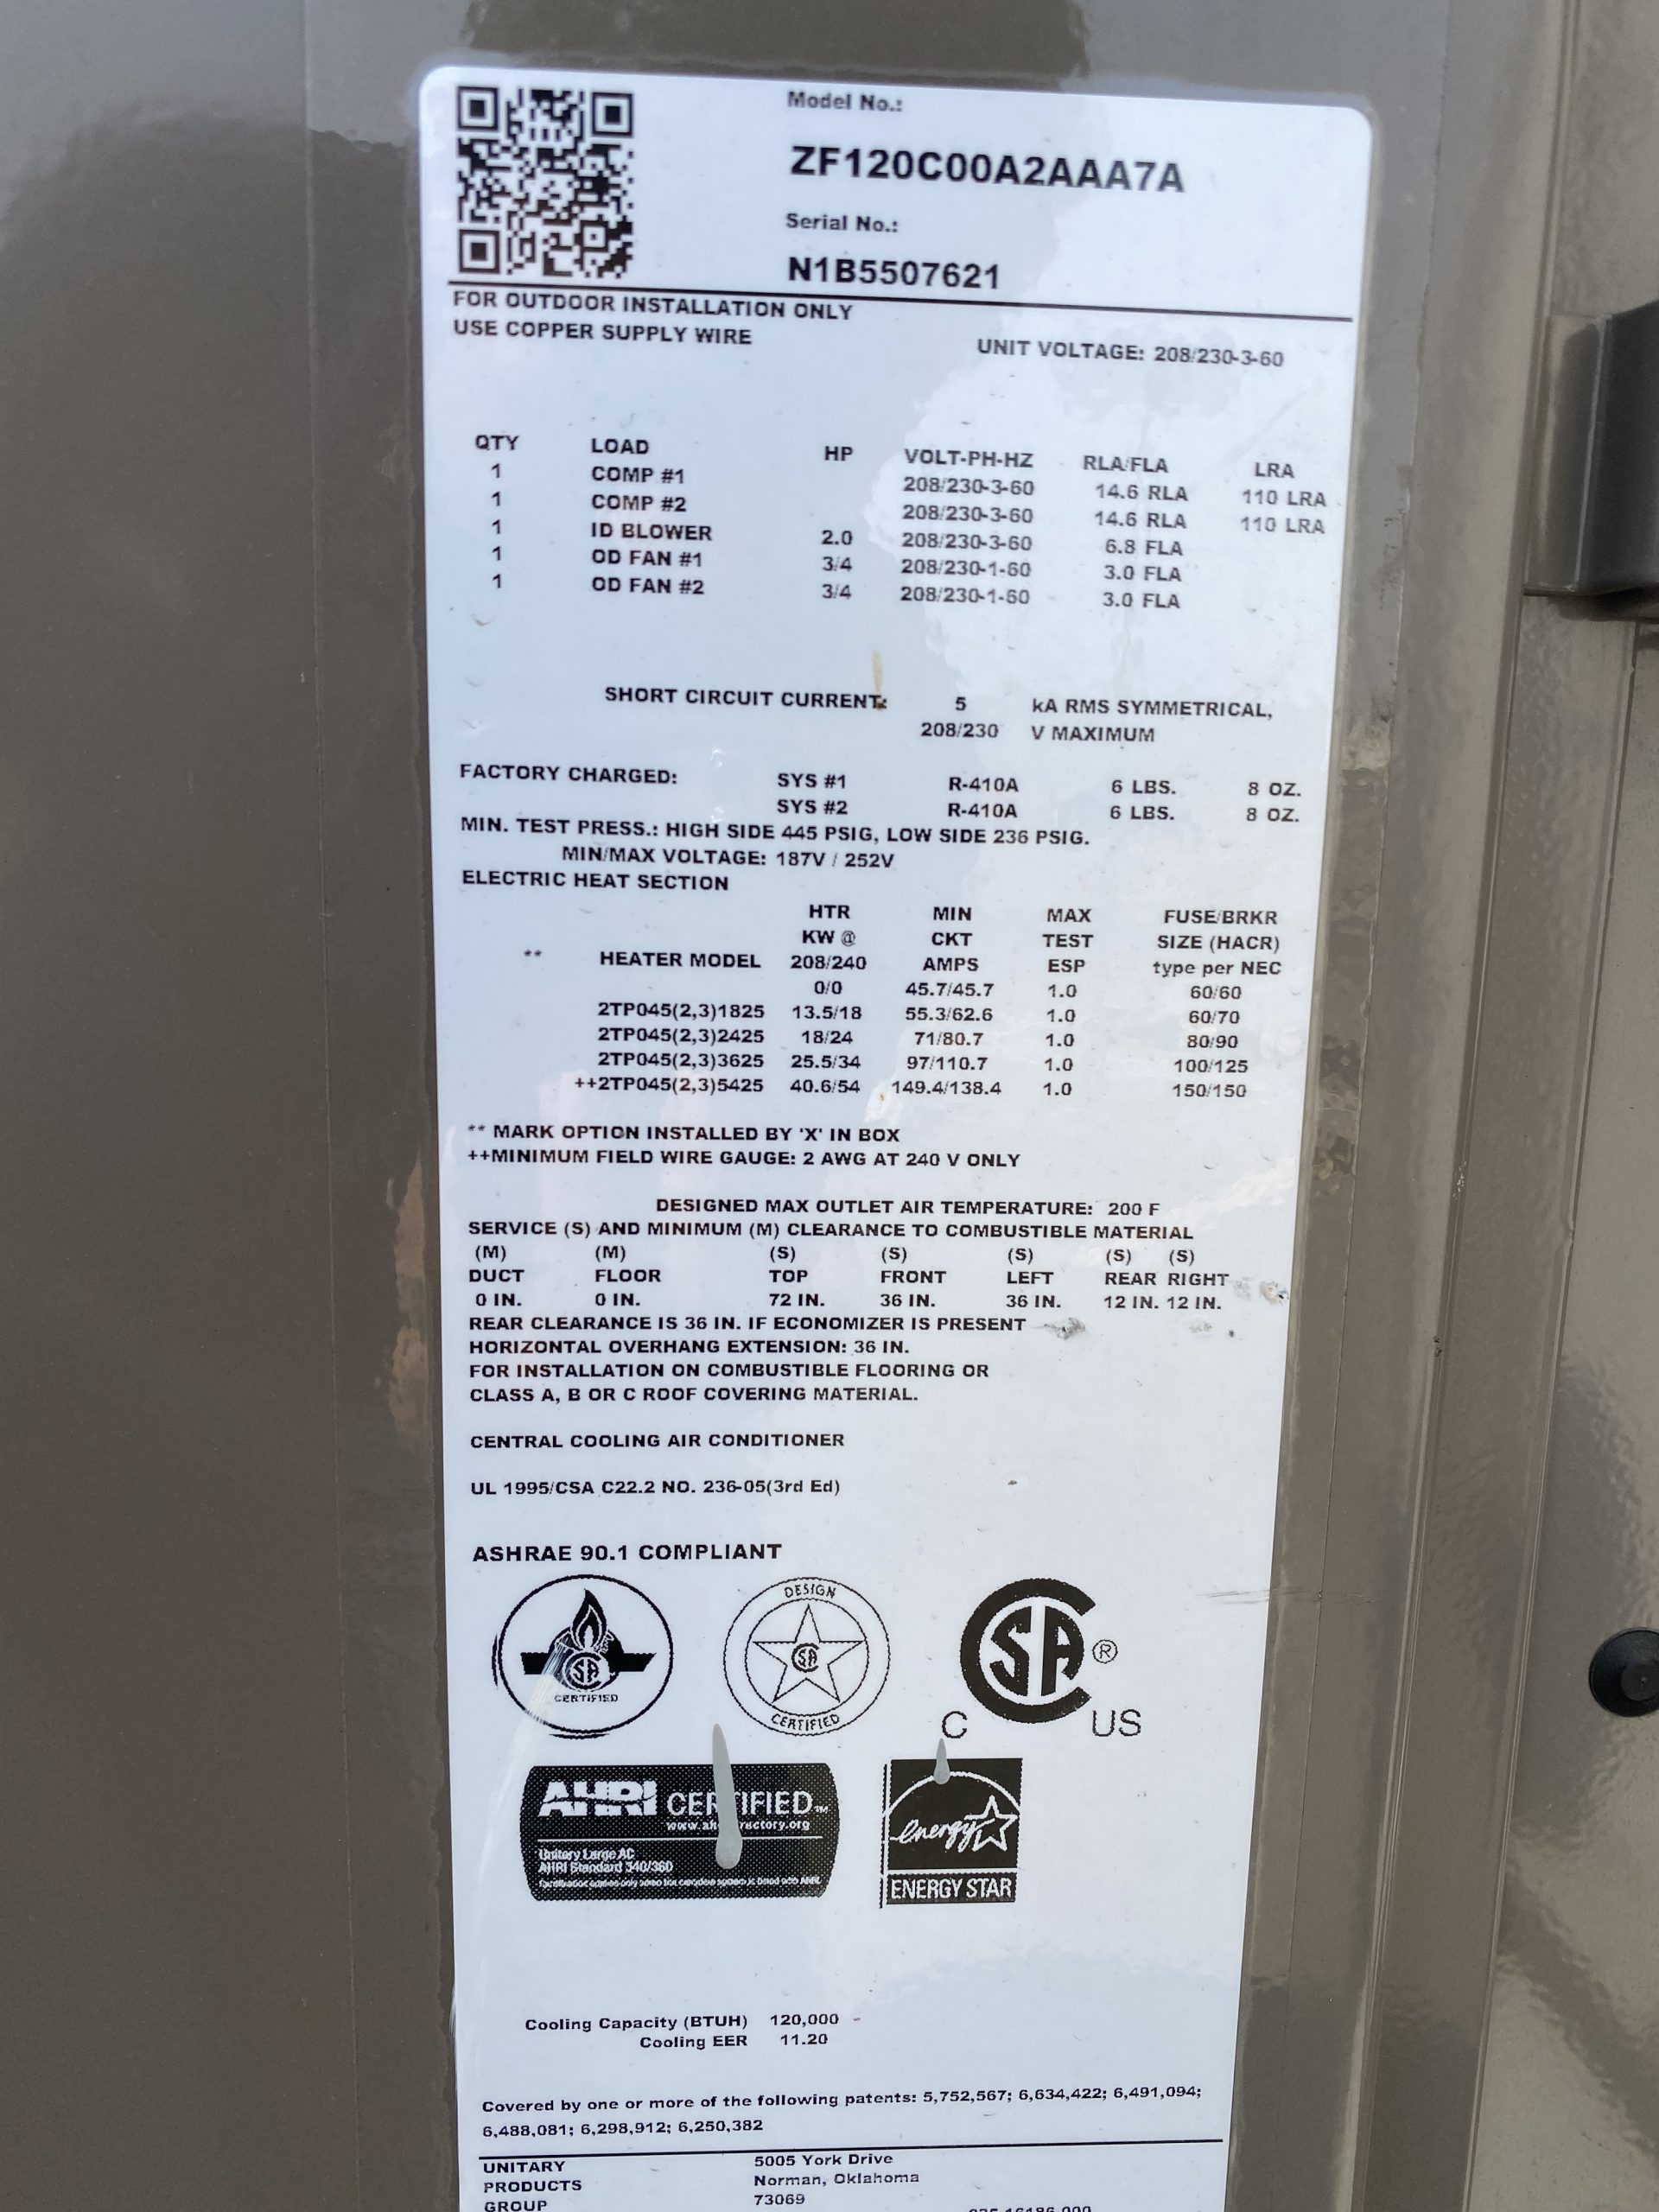 Model No.:
ZF120C00A2AAA7A
Serial No.:
N1B5507621
FOR OUTDOOR INSTALLATION ONLY
USE COPPER SUPPLY WIRE
UNIT VOLTAGE: 208/230-3-60
QTY LOAD HP VOLT-PH-HZ RLA/FLA LRA
1 COMP #1 208/230-3-60 14.6 RLA 110 LRA
1 COMP #2 208/230-3-60 14.6 RLA 110 LRA
1 ID BLOWER 2.0 208/230-3-60 6.8 FLA
1 OD FAN #1 3/4 208/230-1-60 3.0 FLA
1 OD FAN #2 3/4 208/230-1-60 3.0 FLA
SHORT CIRCUIT CURRENT: 5 kA RMS SYMMETRICAL,
208/230 V MAXIMUM
FACTORY CHARGED: SYS #1 R-410A 6 LBS. 8 OZ.
SYS #2 R-410A 6 LBS. 8 OZ.
MIN. TEST PRESS.: HIGH SIDE 445 PSIG, LOW SIDE 236 PSIG.
MIN/MAX VOLTAGE: 187V / 252V
ELECTRIC HEAT SECTION
HTR MIN MAX FUSE/BRKR
KW @ CKT TEST SIZE (HACR)
** HEATER MODEL 208/240 AMPS ESP type per NEC
0/0 45.7/45.7 1.0 60/60
2TP045(2,3)1825 13.5/18 55.3/62.6 1.0 60/70
2TP045(2,3)2425 18/24 71/80.7 1.0 80/90
2TP045(2,3)3625 25.5/34 97/110.7 1.0 100/125
++2TP045(2,3)5425 40.6/54 149.4/138.4 1.0 150/150
** MARK OPTION INSTALLED BY 'X' IN BOX
++MINIMUM FIELD WIRE GAUGE: 2 AWG AT 240 V ONLY
DESIGNED MAX OUTLET AIR TEMPERATURE: 200 F
SERVICE (S) AND MINIMUM (M) CLEARANCE TO COMBUSTIBLE MATERIAL
(M) (M) (S) (S) (S) (S) (S)
DUCT FLOOR TOP FRONT LEFT REAR RIGHT
0 IN. 0 IN. 72 IN. 36 IN. 36 IN. 12 IN. 12 IN.
REAR CLEARANCE IS 36 IN. IF ECONOMIZER IS PRESENT
HORIZONTAL OVERHANG EXTENSION: 36 IN.
FOR INSTALLATION ON COMBUSTIBLE FLOORING OR
CLASS A, B OR C ROOF COVERING MATERIAL.
CENTRAL COOLING AIR CONDITIONER
UL 1995/CSA C22.2 NO. 236-05(3rd Ed)
ASHRAE 90.1 COMPLIANT
SA CERTIFIED
DESIGN SA CERTIFIED
SA ® C US
AHRI CERTIFIED™
Unitary Large AC
AHRI Standard 340/360
energy
ENERGY STAR
Cooling Capacity (BTUH) 120,000
Cooling EER 11.20
Covered by one or more of the following patents: 5,752,567; 6,634,422; 6,491,094;
6,488,081; 6,298,912; 6,250,382
UNITARY 5005 York Drive
PRODUCTS Norman, Oklahoma
GROUP 73069